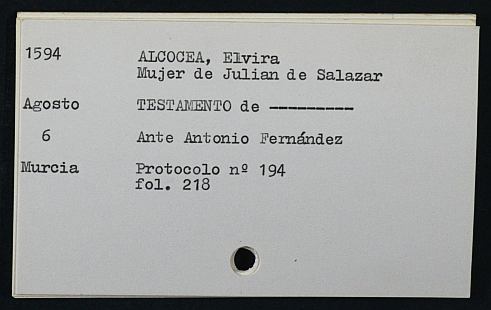 1594 ALCOCEA, Elvira
Mujer de Julian de Salazar
Agosto TESTAMENTO de ---------
6 Ante Antonio Fernández
Murcia Protocolo nº 194
fol. 218